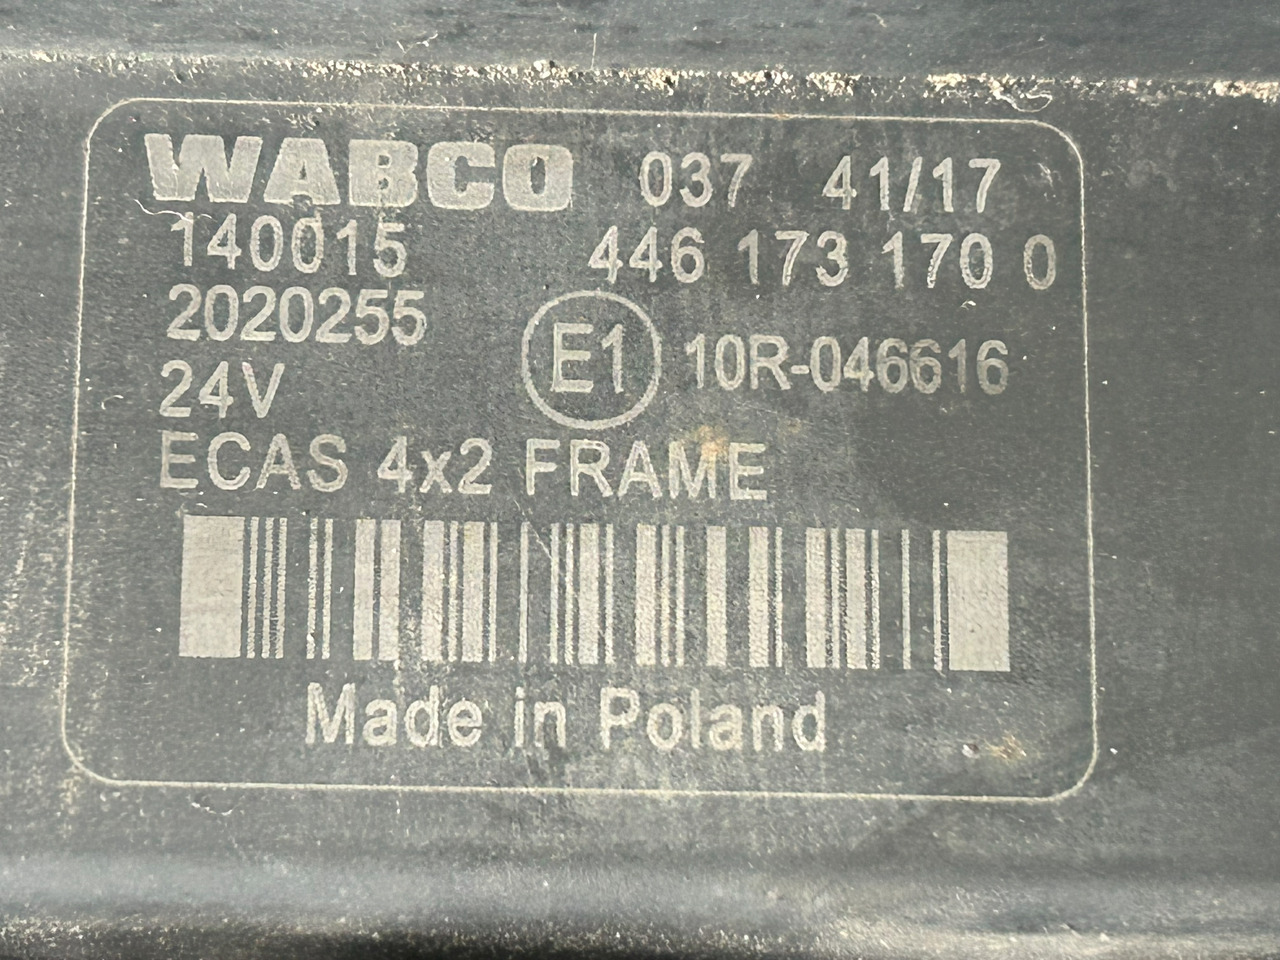 WABCO 037 41/17
140015 446 173 170 0
2020255
24V E1 10R-046616
ECAS 4x2 FRAME
Made in Poland